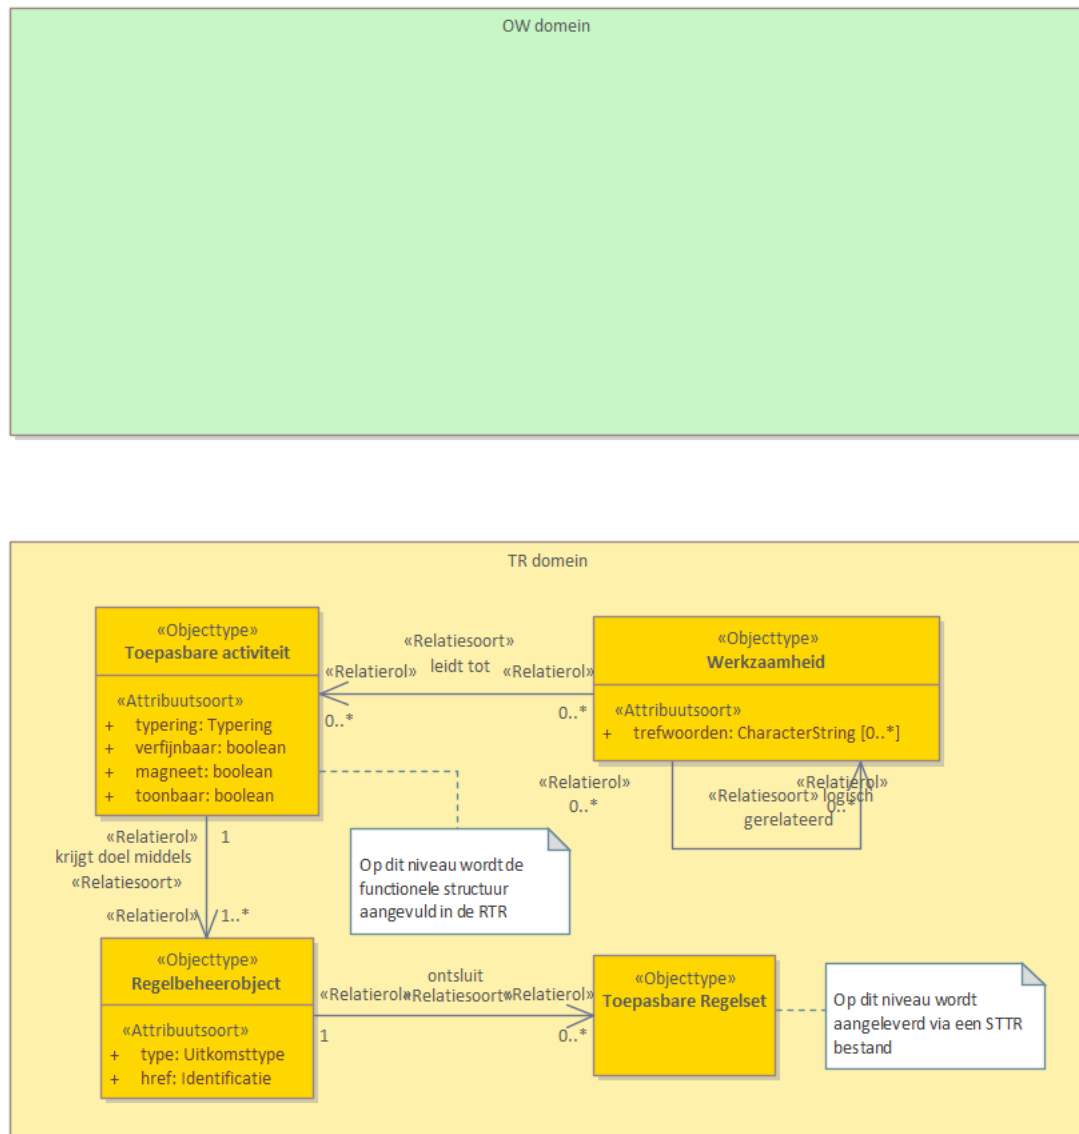 OW domein
TR domein
«Objecttype»
Toepasbare activiteit
«Attribuutsoort»
+ typering: Typering
+ verfijnbaar: boolean
+ magneet: boolean
+ toonbaar: boolean
«Relatiesoort»
leidt tot
«Relatierol»
«Relatierol»
0..*
0..*
«Objecttype»
Werkzaamheid
«Attribuutsoort»
+ trefwoorden: CharacterString [0..*]
«Relatierol»
0..*
«Relatierol»
0..*
«Relatiesoort» logisch
gerelateerd
«Relatierol»
1
krijgt doel middels
«Relatiesoort»
«Relatierol»
1..*
Op dit niveau wordt de
functionele structuur
aangevuld in de RTR
«Objecttype»
Regelbeheerobject
«Attribuutsoort»
+ type: Uitkomsttype
+ href: Identificatie
ontsluit
«Relatierol»
«Relatiesoort»
«Relatierol»
1
0..*
«Objecttype»
Toepasbare Regelset
Op dit niveau wordt
aangeleverd via een STTR
bestand